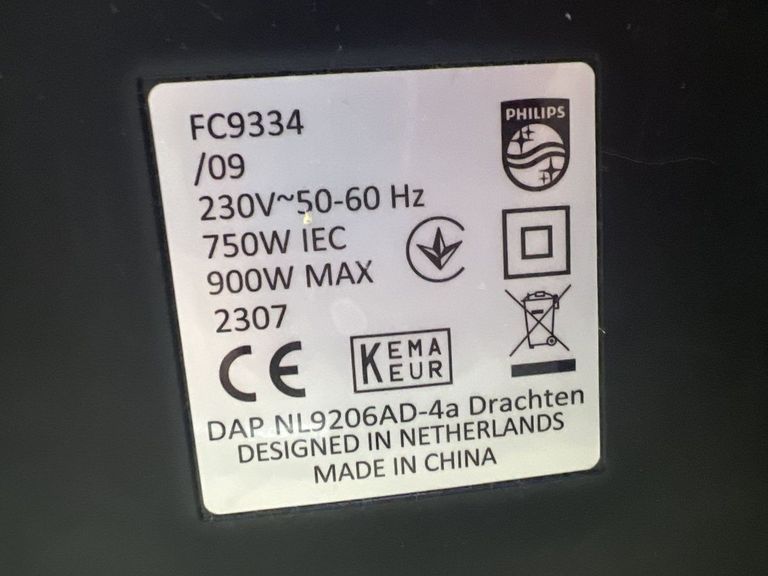 FC9334
/09
230V~50-60 Hz
750W IEC
900W MAX
2307
PHILIPS
CE
KEMA
EUR
DAP NL9206AD-4a Drachten
DESIGNED IN NETHERLANDS
MADE IN CHINA